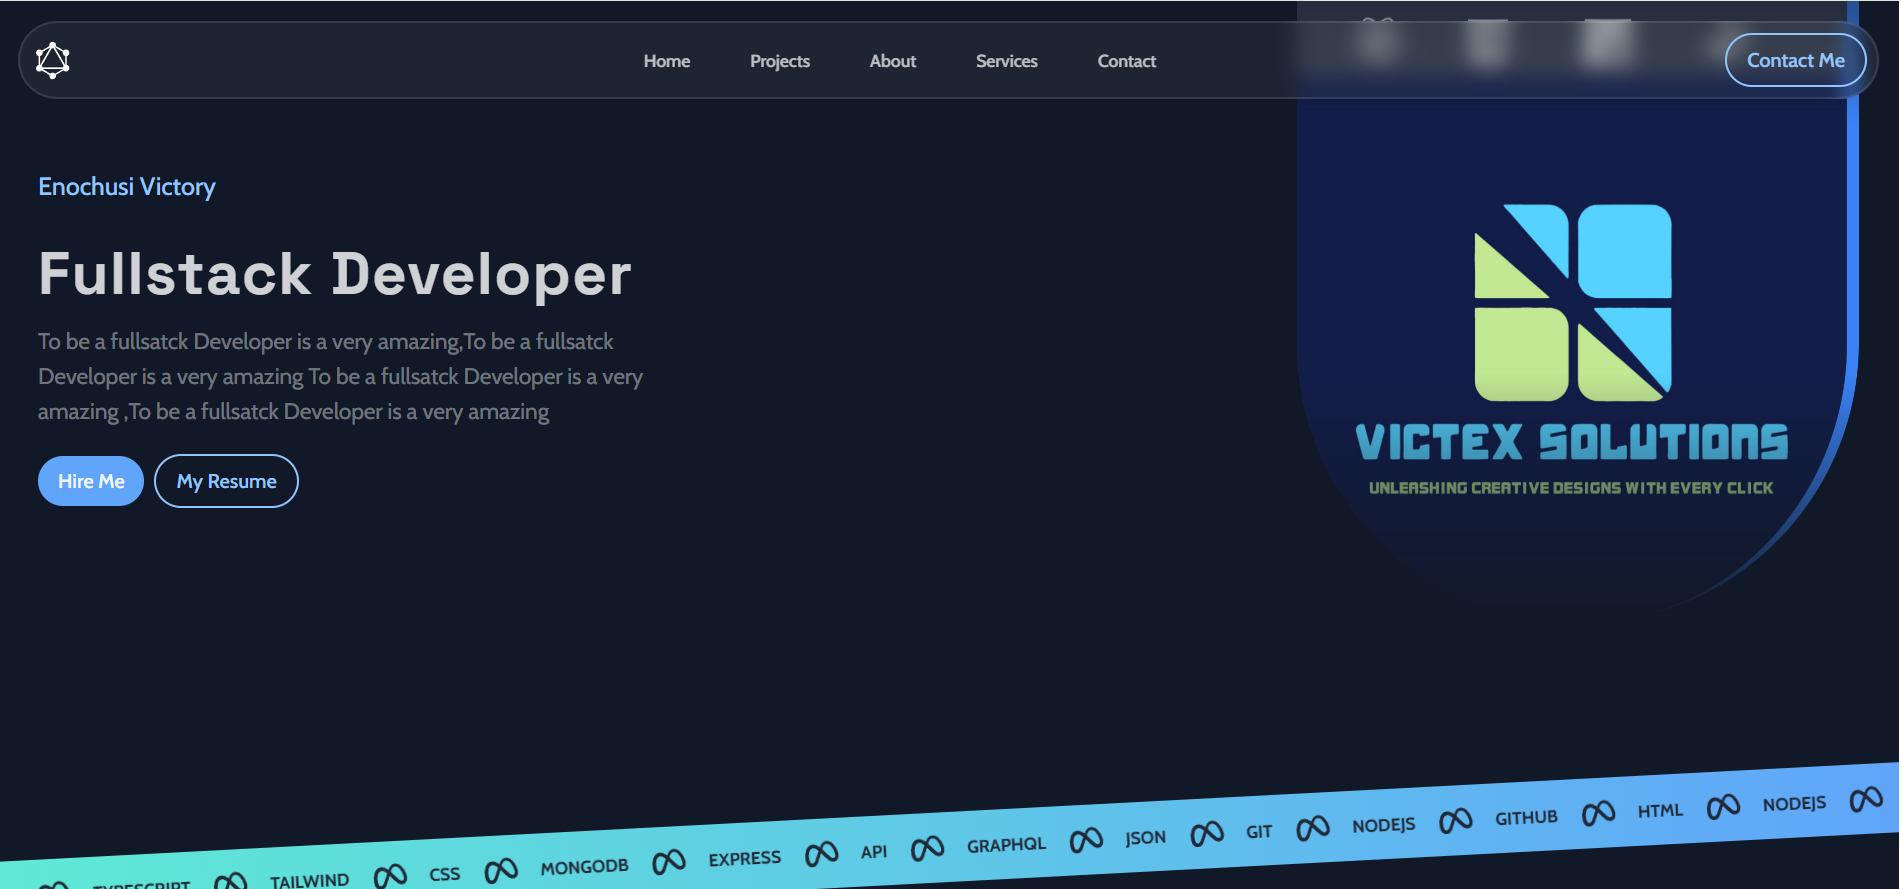 Home Projects About Services Contact Contact Me
Enochusi Victory
Fullstack Developer
To be a fullsatck Developer is a very amazing,To be a fullsatck
Developer is a very amazing To be a fullsatck Developer is a very
amazing ,To be a fullsatck Developer is a very amazing
Hire Me My Resume
VICTEX SOLUTIONS
UNLEASHING CREATIVE DESIGNS WITH EVERY CLICK
TYPESCRIPT TAILWIND CSS MONGODB EXPRESS API GRAPHQL JSON GIT NODEJS GITHUB HTML NODEJS